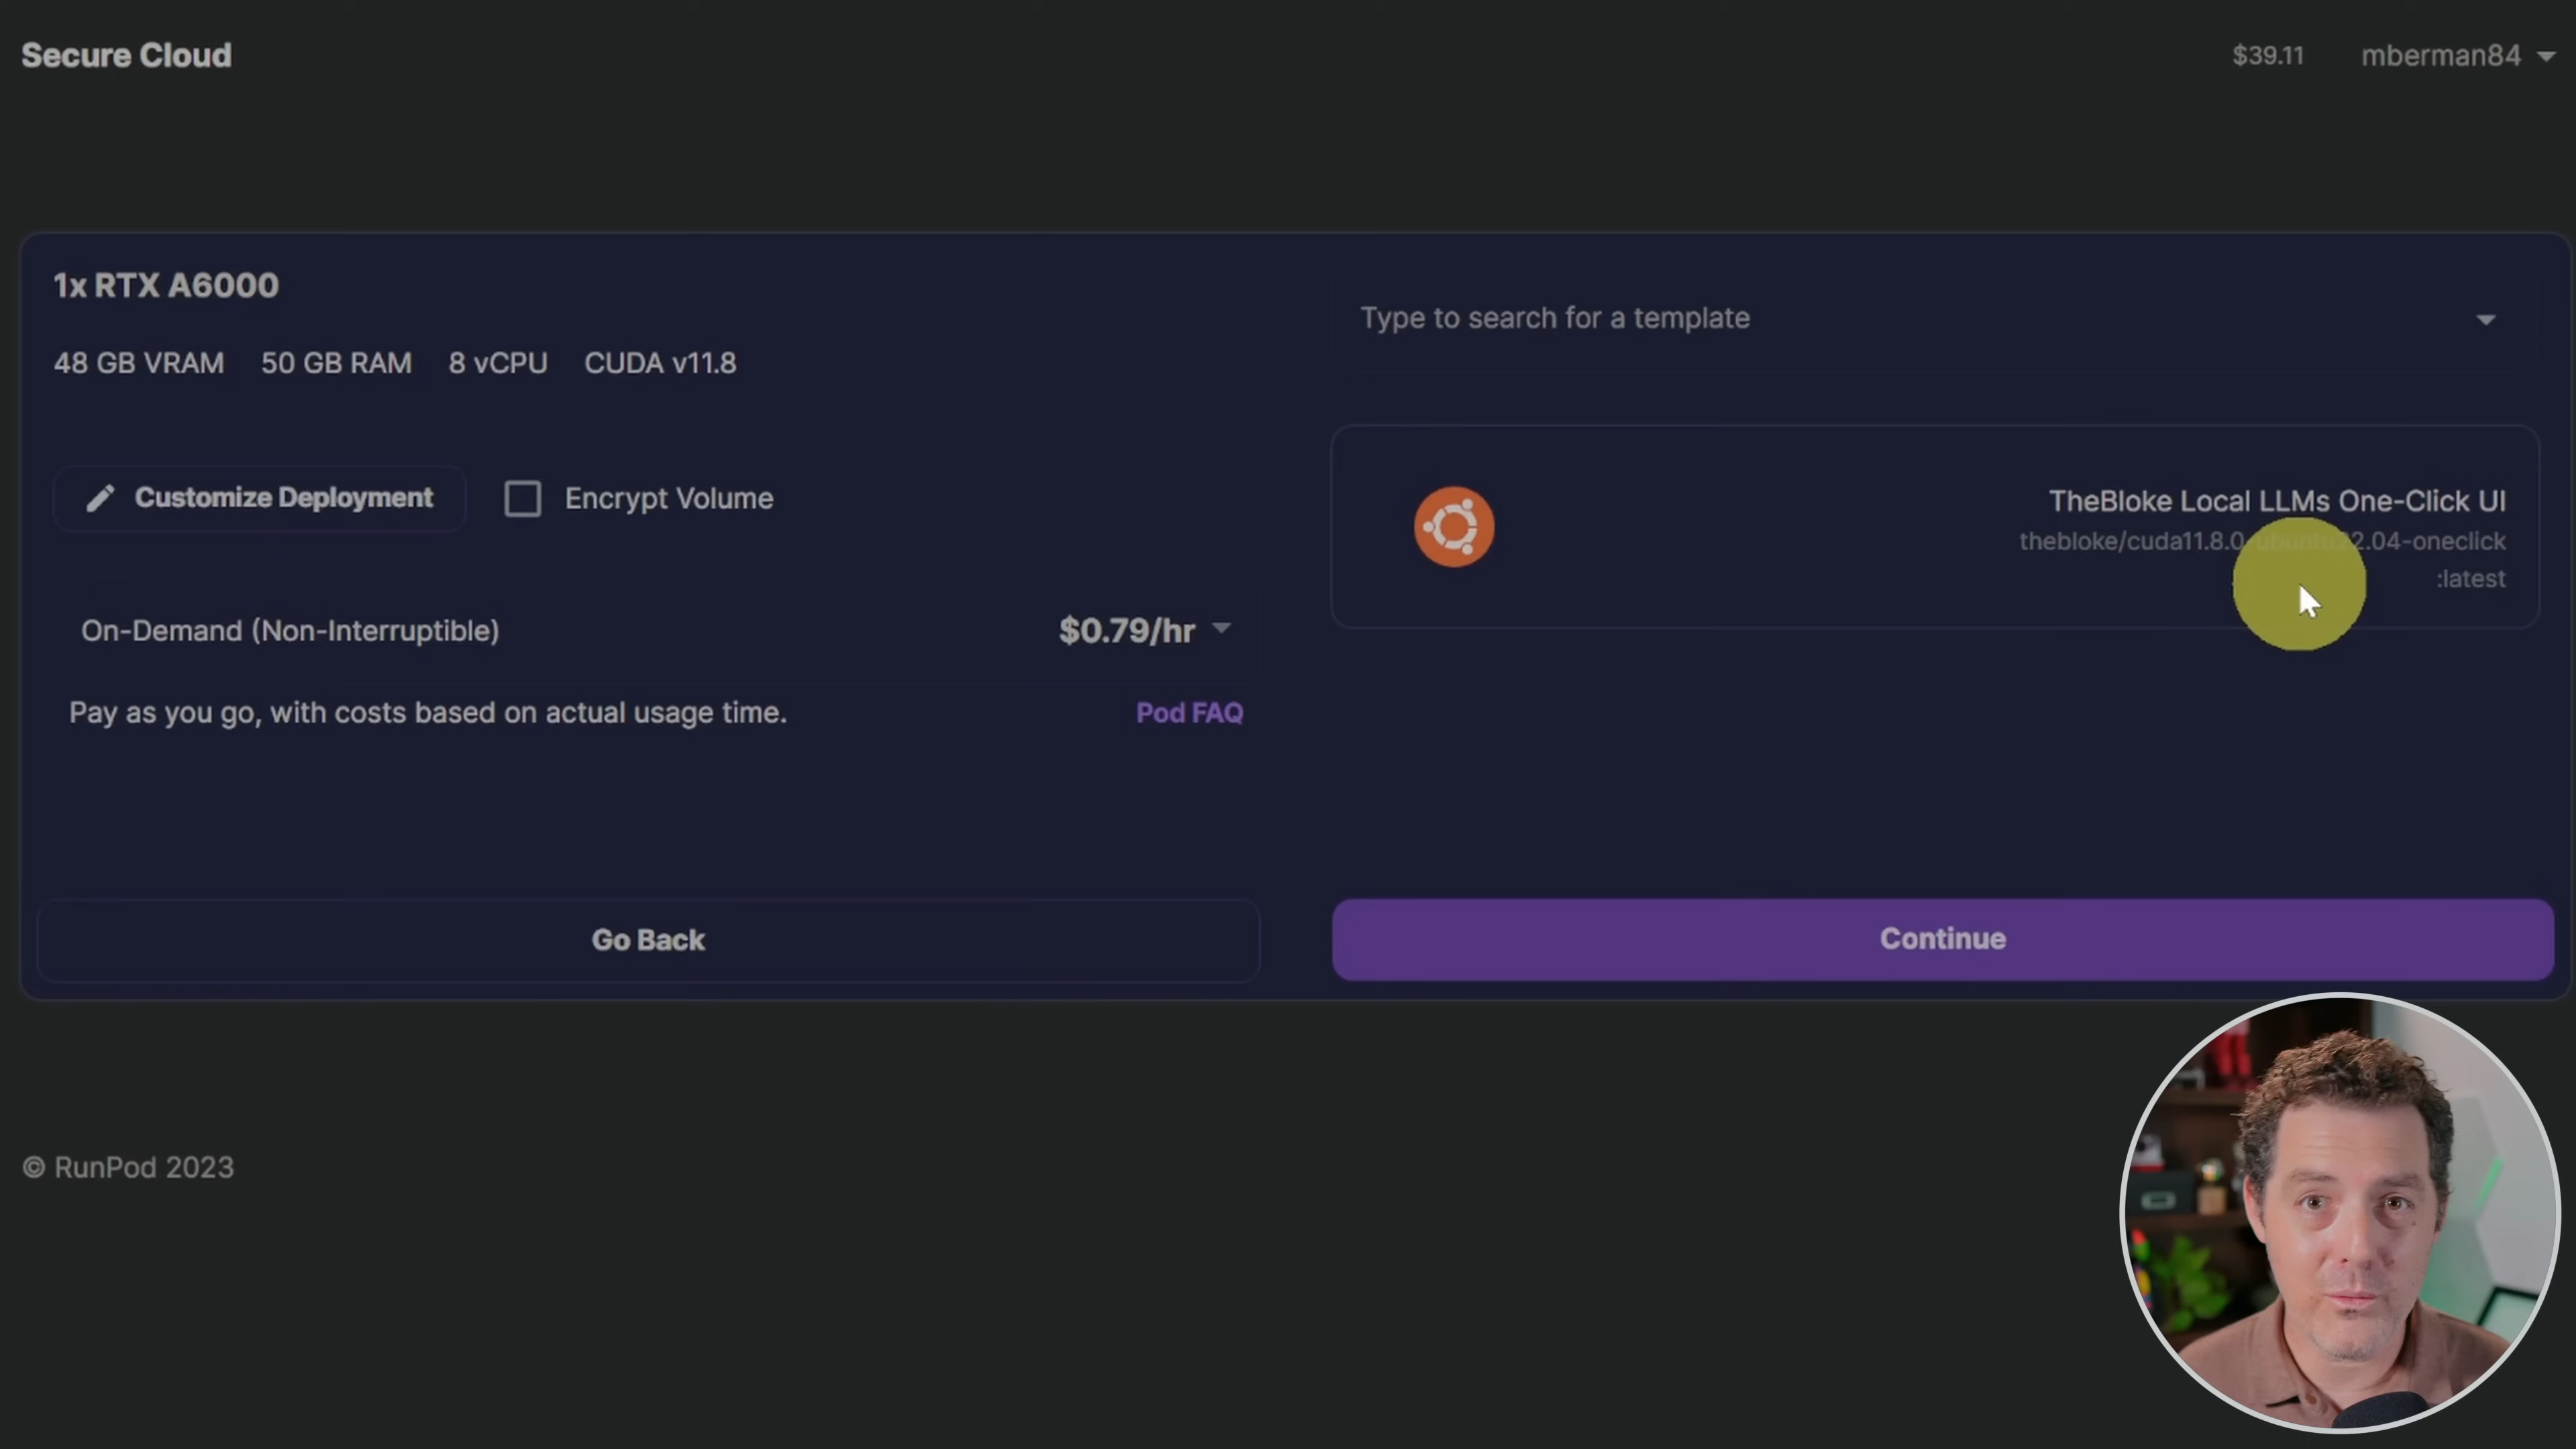 Secure Cloud
$39.11
mberman84
1x RTX A6000
48 GB VRAM 50 GB RAM 8 vCPU CUDA v11.8
Customize Deployment
Encrypt Volume
On-Demand (Non-Interruptible)
$0.79/hr
Pay as you go, with costs based on actual usage time.
Pod FAQ
Go Back
Type to search for a template
TheBloke Local LLMs One-Click UI
thebloke/cuda11.8.0-ubuntu22.04-oneclick
:latest
Continue
© RunPod 2023